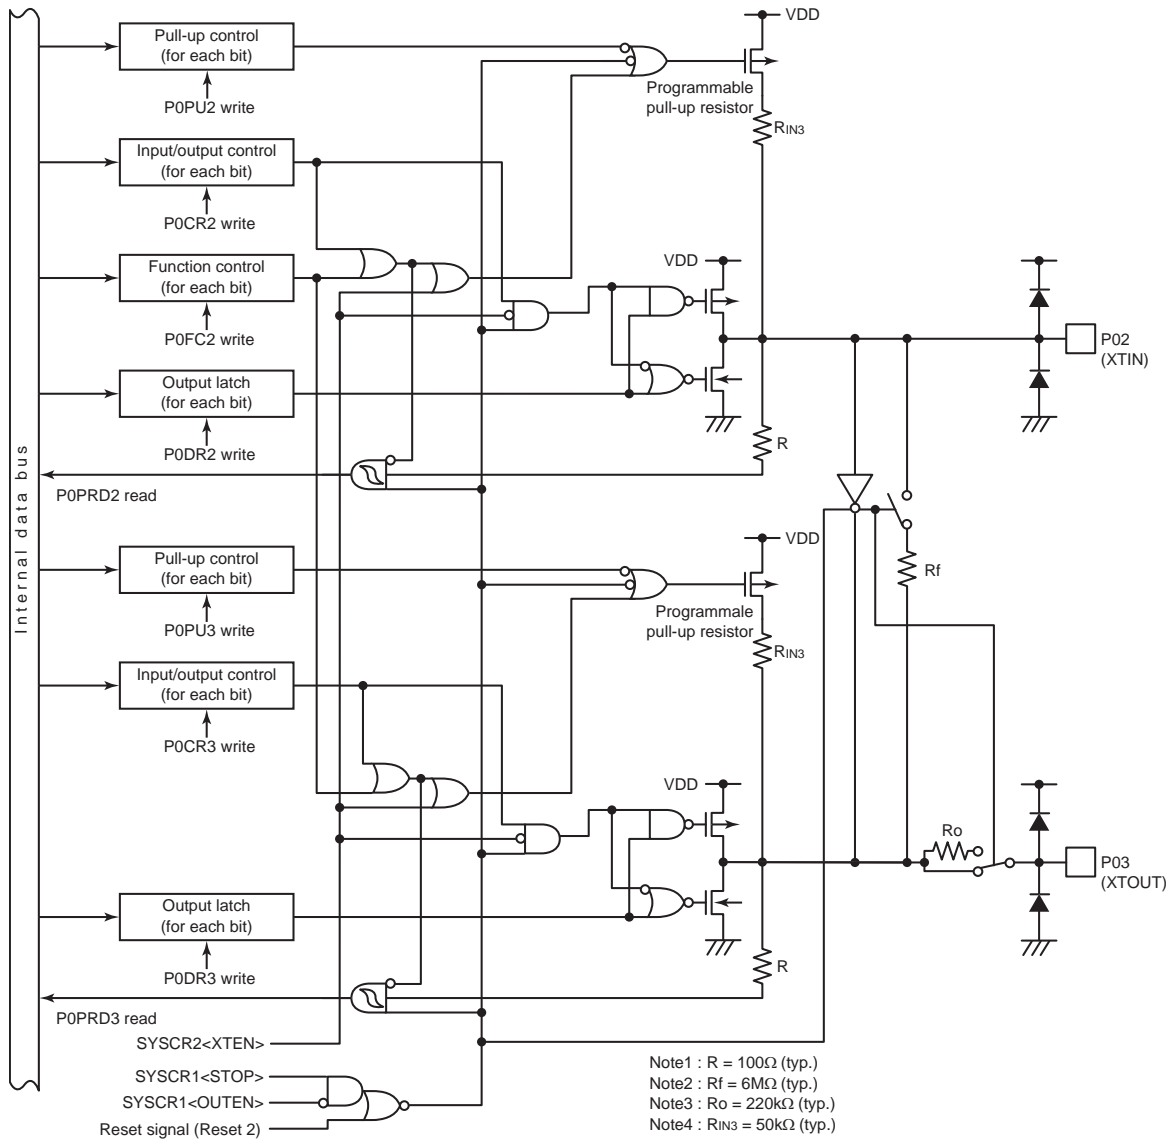 VDD
Pull-up control
(for each bit)
P0PU2 write
Programmable
pull-up resistor
RIN3
Input/output control
(for each bit)
P0CR2 write
Function control
(for each bit)
P0FC2 write
VDD
P02
(XTIN)
Output latch
(for each bit)
P0DR2 write
R
P0PRD2 read
Internal data bus
VDD
Pull-up control
(for each bit)
P0PU3 write
Rf
Programmale
pull-up resistor
RIN3
Input/output control
(for each bit)
P0CR3 write
VDD
Ro
P03
(XTOUT)
Output latch
(for each bit)
P0DR3 write
R
P0PRD3 read
SYSCR2<XTEN>
SYSCR1<STOP>
SYSCR1<OUTEN>
Reset signal (Reset 2)
Note1 : R = 100Ω (typ.)
Note2 : Rf = 6MΩ (typ.)
Note3 : Ro = 220kΩ (typ.)
Note4 : RIN3 = 50kΩ (typ.)